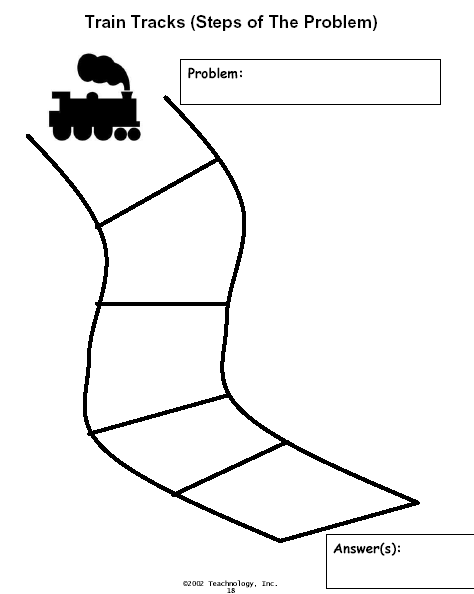 Train Tracks (Steps of The Problem)
Problem:
Answer(s):
©2002 Teachnology, Inc.
18